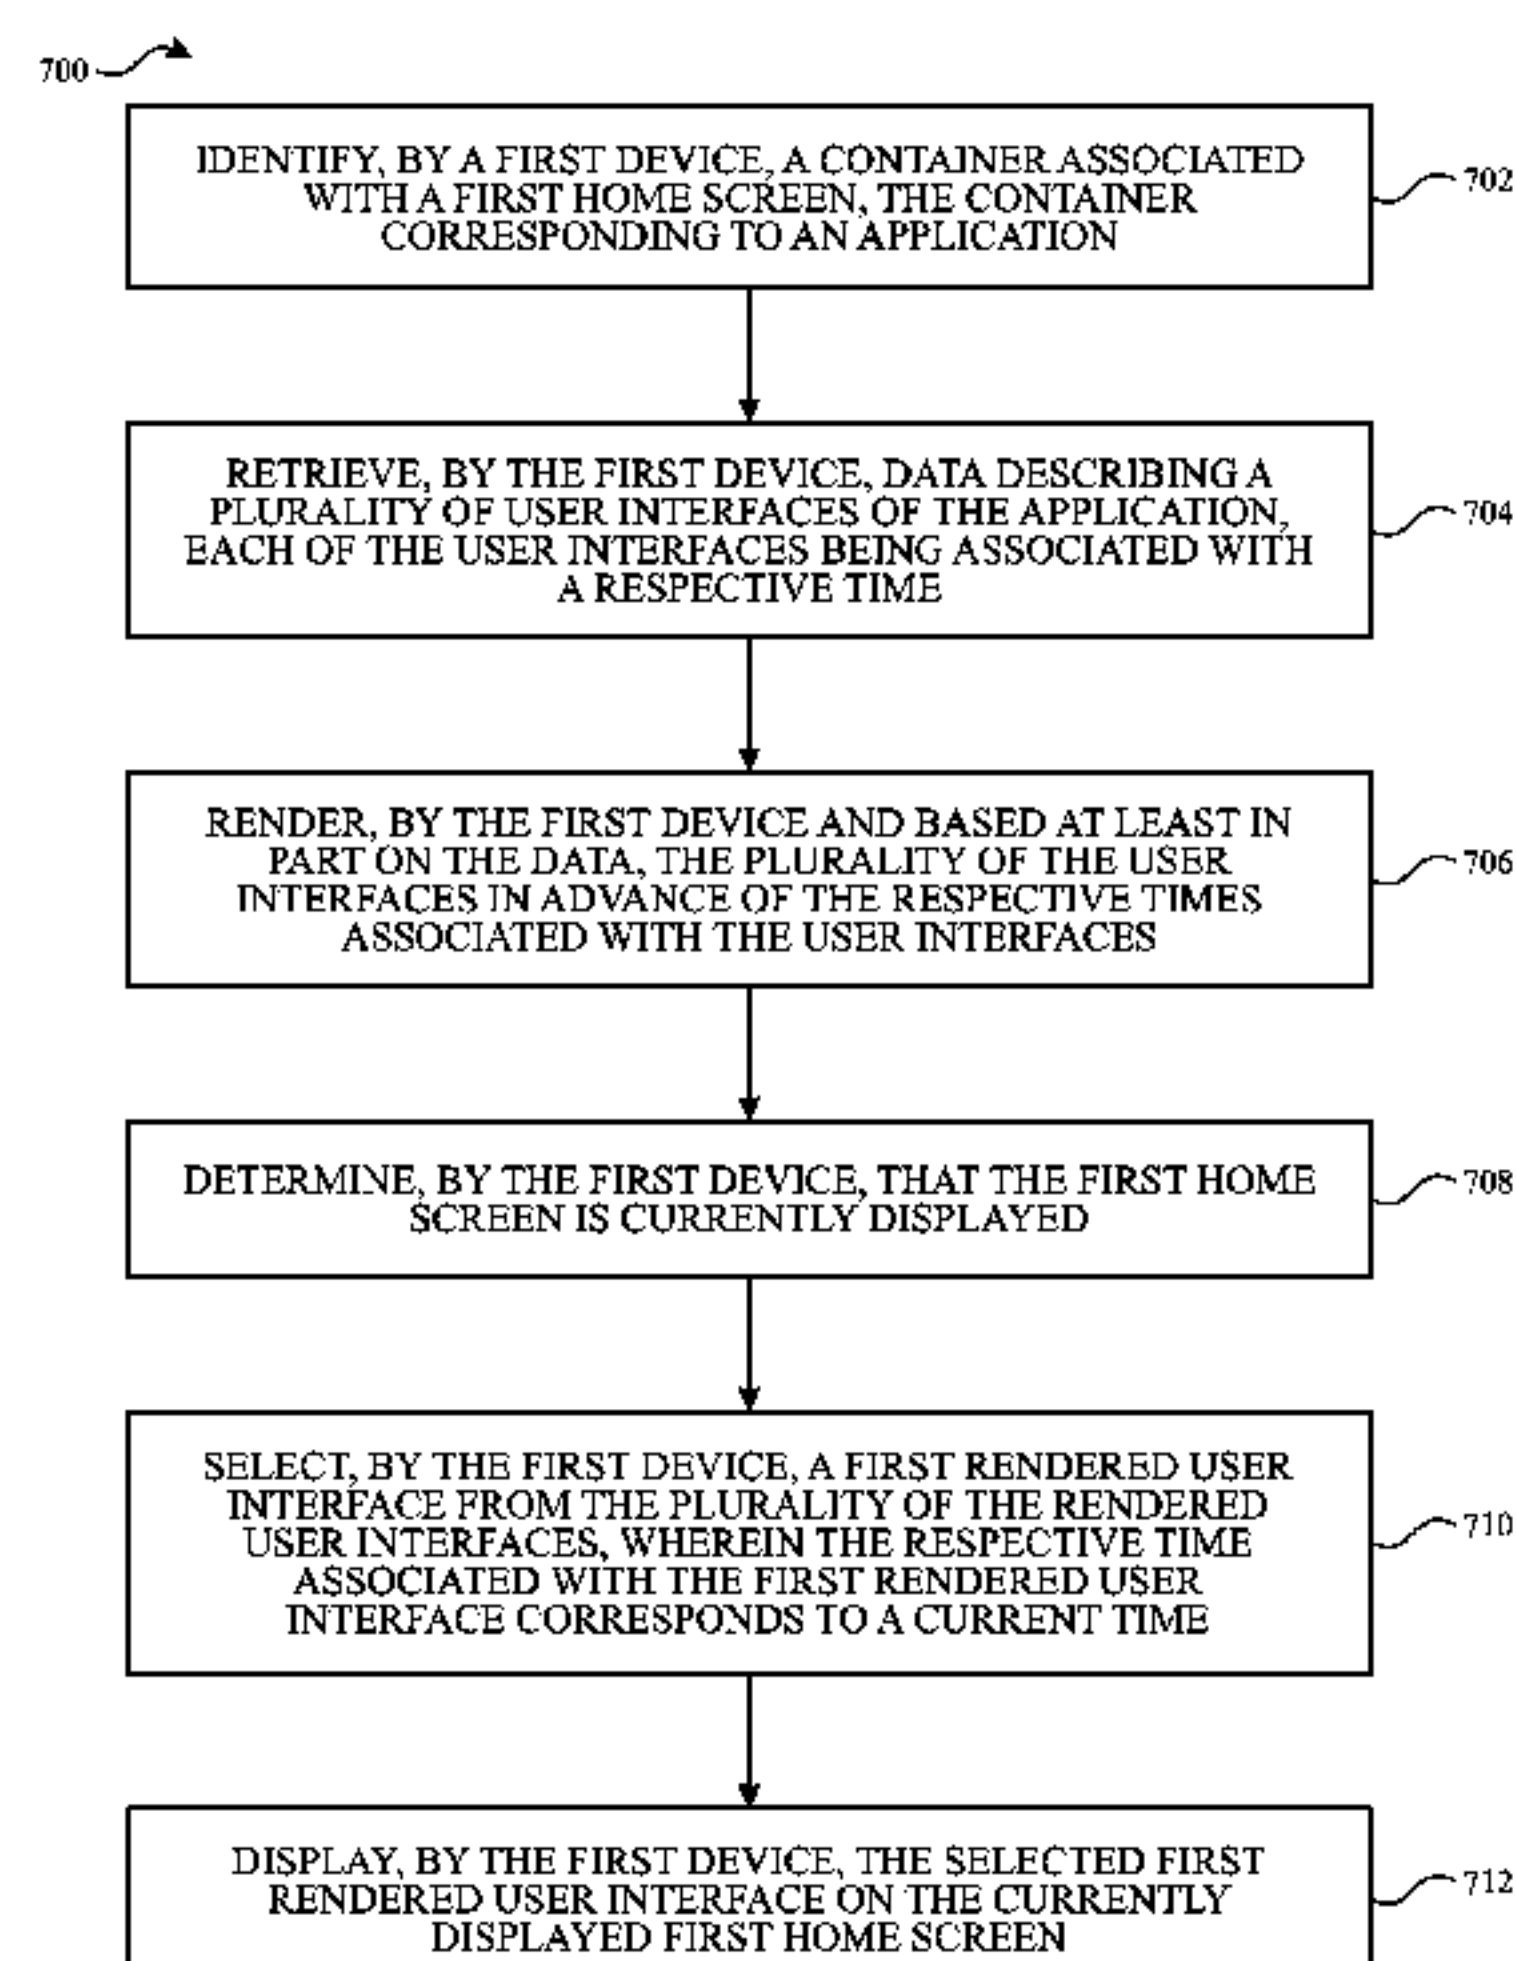 700
IDENTIFY, BY A FIRST DEVICE, A CONTAINER ASSOCIATED
WITH A FIRST HOME SCREEN, THE CONTAINER
CORRESPONDING TO AN APPLICATION
702
RETRIEVE, BY THE FIRST DEVICE, DATA DESCRIBING A
PLURALITY OF USER INTERFACES OF THE APPLICATION,
EACH OF THE USER INTERFACES BEING ASSOCIATED WITH
A RESPECTIVE TIME
704
RENDER, BY THE FIRST DEVICE AND BASED AT LEAST IN
PART ON THE DATA, THE PLURALITY OF THE USER
INTERFACES IN ADVANCE OF THE RESPECTIVE TIMES
ASSOCIATED WITH THE USER INTERFACES
706
DETERMINE, BY THE FIRST DEVICE, THAT THE FIRST HOME
SCREEN IS CURRENTLY DISPLAYED
708
SELECT, BY THE FIRST DEVICE, A FIRST RENDERED USER
INTERFACE FROM THE PLURALITY OF THE RENDERED
USER INTERFACES, WHEREIN THE RESPECTIVE TIME
ASSOCIATED WITH THE FIRST RENDERED USER
INTERFACE CORRESPONDS TO A CURRENT TIME
710
DISPLAY, BY THE FIRST DEVICE, THE SELECTED FIRST
RENDERED USER INTERFACE ON THE CURRENTLY
DISPLAYED FIRST HOME SCREEN
712